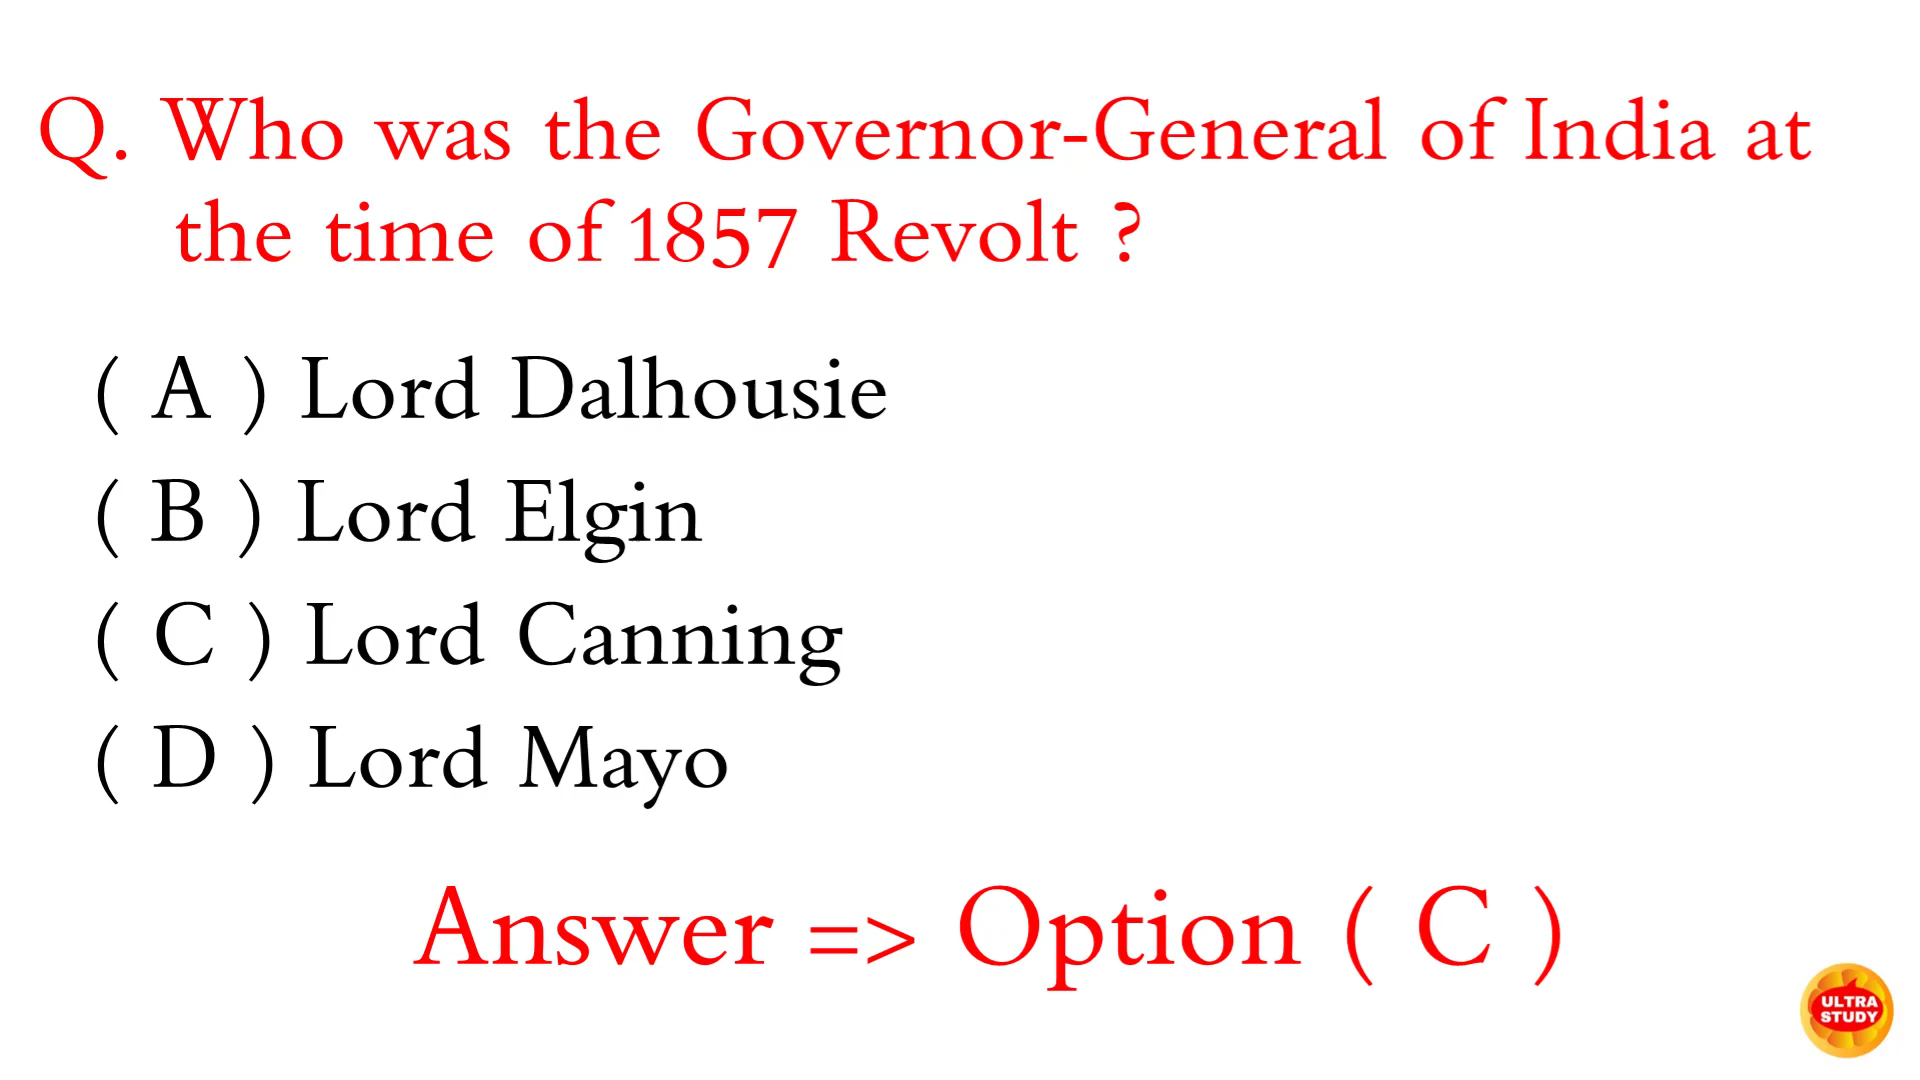 Q. Who was the Governor-General of India at
the time of 1857 Revolt ?
( A ) Lord Dalhousie
( B ) Lord Elgin
( C ) Lord Canning
( D ) Lord Mayo
Answer => Option ( C )
ULTRA
STUDY